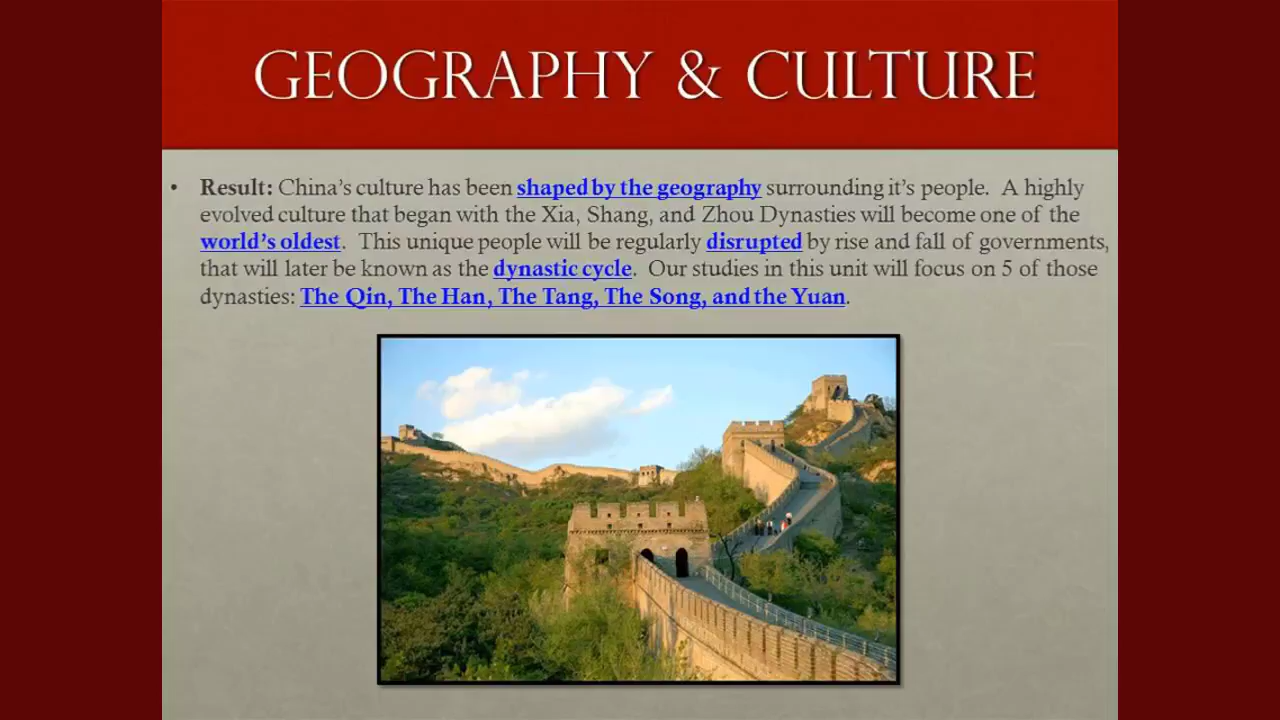 GEOGRAPHY & CULTURE
• Result: China's culture has been shaped by the geography surrounding it's people.  A highly
evolved culture that began with the Xia, Shang, and Zhou Dynasties will become one of the
world's oldest.  This unique people will be regularly disrupted by rise and fall of governments,
that will later be known as the dynastic cycle.  Our studies in this unit will focus on 5 of those
dynasties: The Qin, The Han, The Tang, The Song, and the Yuan.